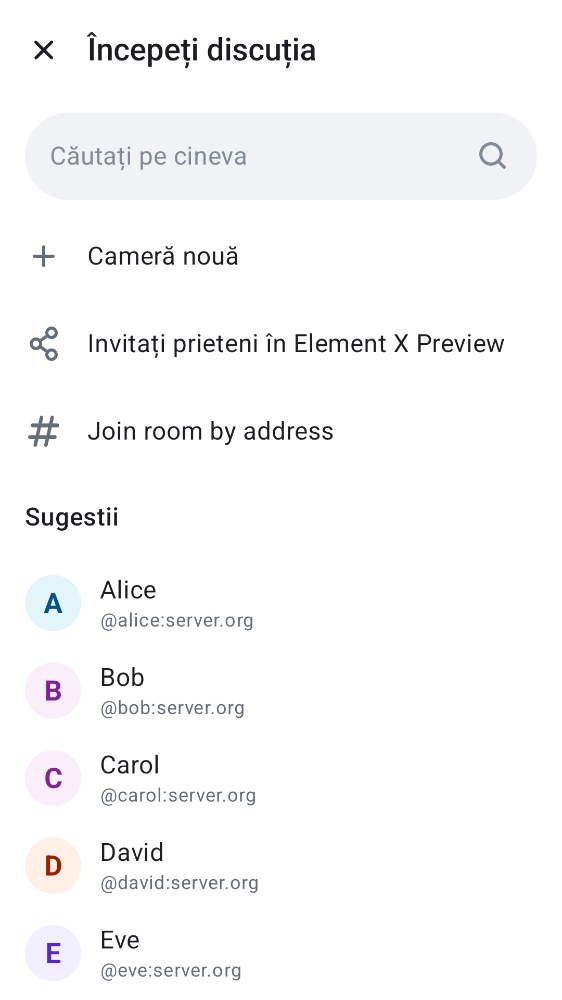 Începeți discuția
Căutați pe cineva
Cameră nouă
Invitați prieteni în Element X Preview
Join room by address
Sugestii
A
Alice
@alice:server.org
B
Bob
@bob:server.org
C
Carol
@carol:server.org
D
David
@david:server.org
E
Eve
@eve:server.org